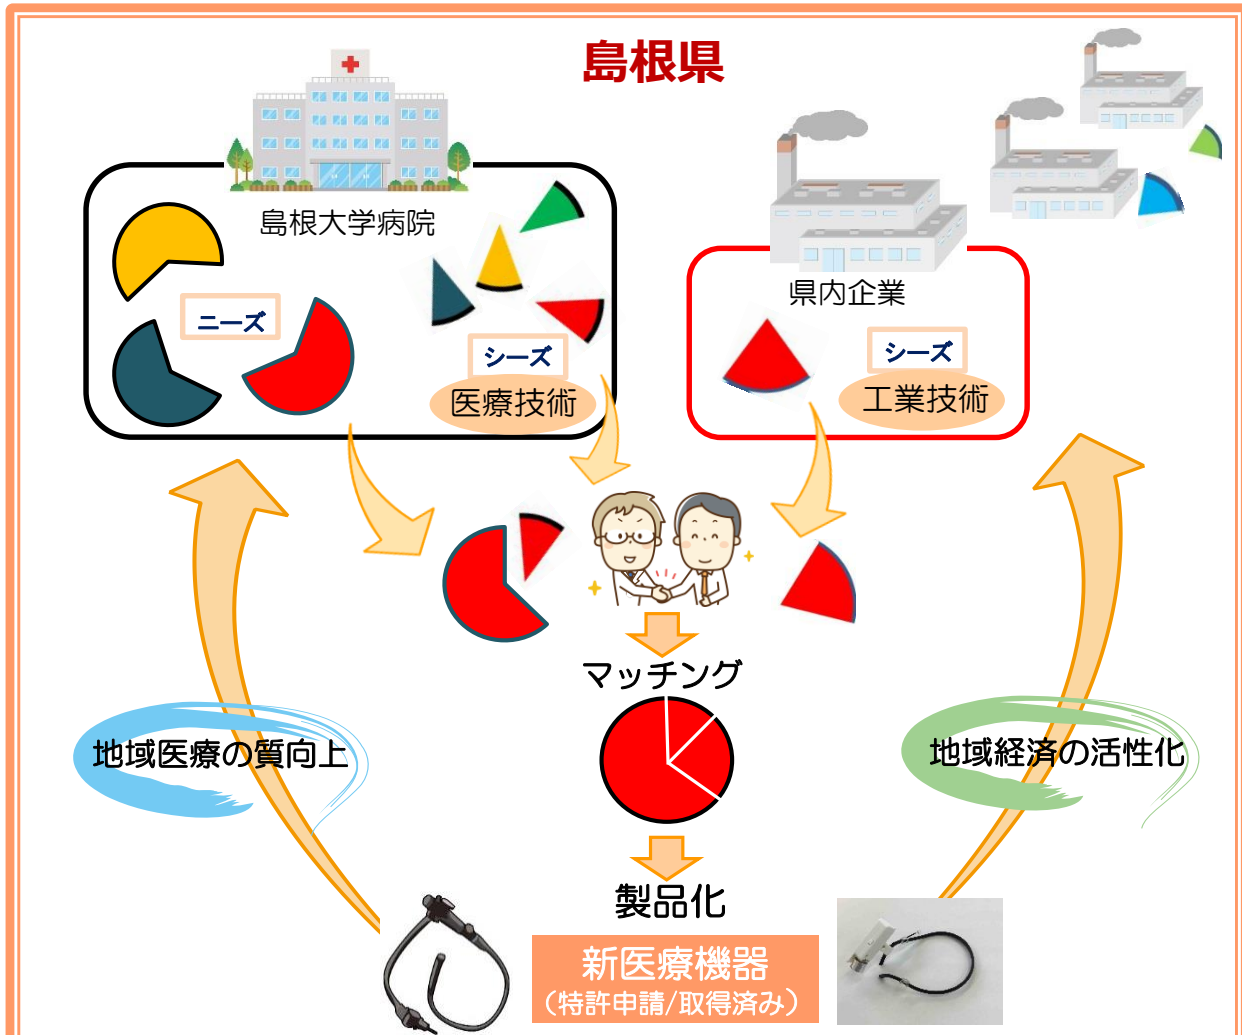 島根県
島根大学病院
ニーズ
シーズ
医療技術
県内企業
シーズ
工業技術
マッチング
地域医療の質向上
地域経済の活性化
製品化
新医療機器
（特許申請/取得済み）